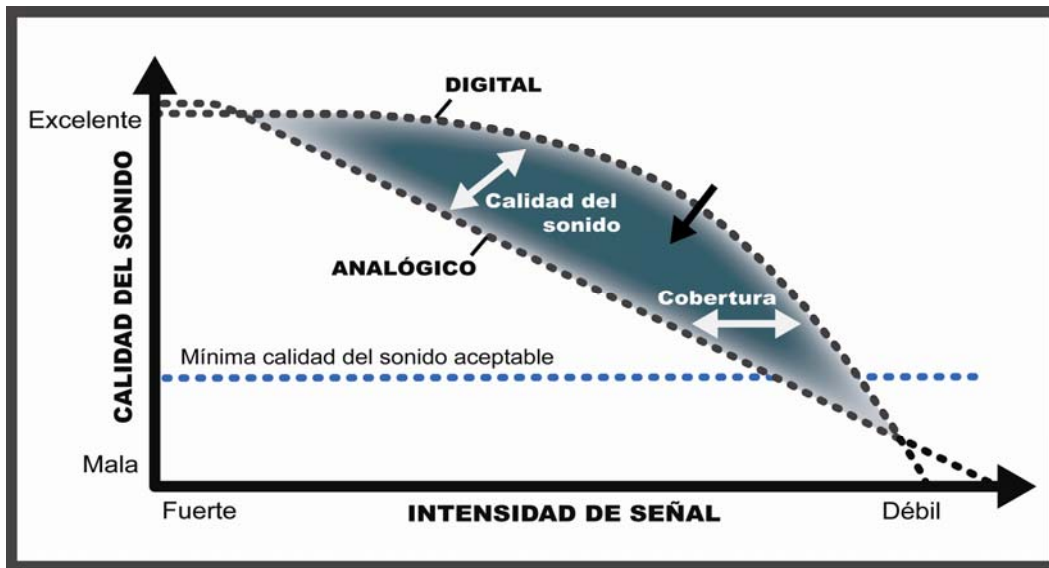 DIGITAL
Excelente
CALIDAD DEL SONIDO
Calidad del
sonido
ANALÓGICO
Cobertura
Mínima calidad del sonido aceptable
Mala
Fuerte
INTENSIDAD DE SEÑAL
Débil